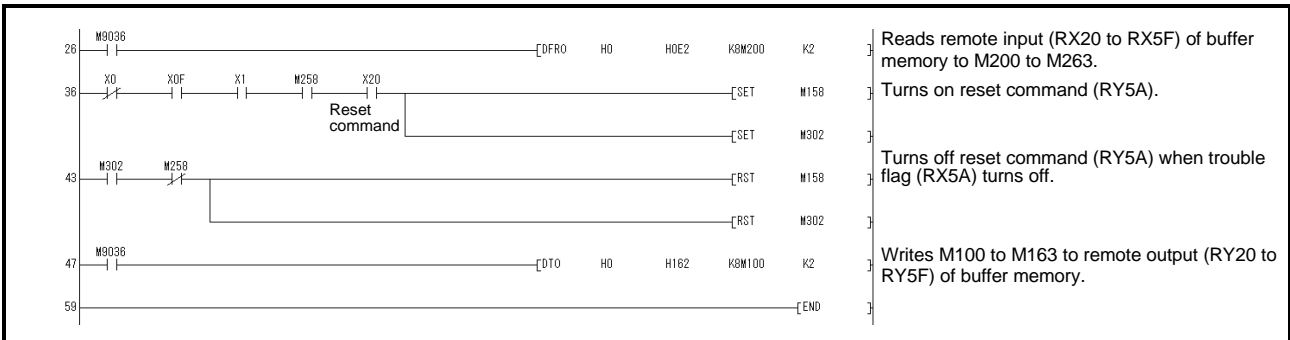 M9036
26 [DFRO H0 H0E2 K8M200 K2 ] Reads remote input (RX20 to RX5F) of buffer
memory to M200 to M263.
X0 X0F X1 M258 X20
36 [SET M158 ] Turns on reset command (RY5A).
Reset
command
[SET M302 ]
M302 M258
43 [RST M158 ] Turns off reset command (RY5A) when trouble
flag (RX5A) turns off.
[RST M302 ]
M9036
47 [DTO H0 H162 K8M100 K2 ] Writes M100 to M163 to remote output (RY20 to
RY5F) of buffer memory.
59 [END ]